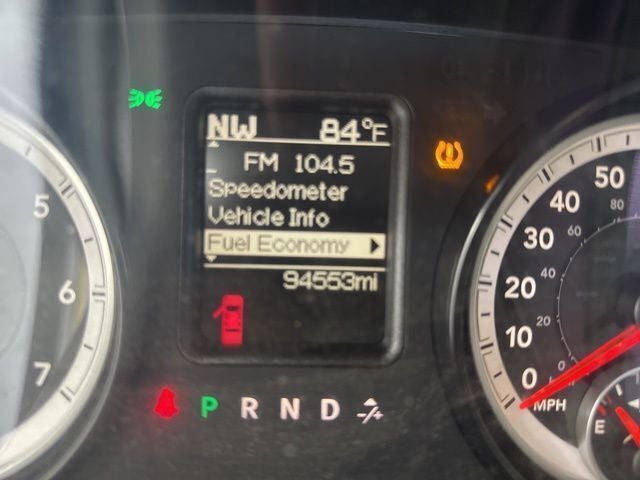 NW 84°F
FM 104.5
Speedometer
Vehicle Info
Fuel Economy
94553mi
P R N D -/+
5
6
7
50
40
30
20
10
0
MPH
80
60
40
20
0
E